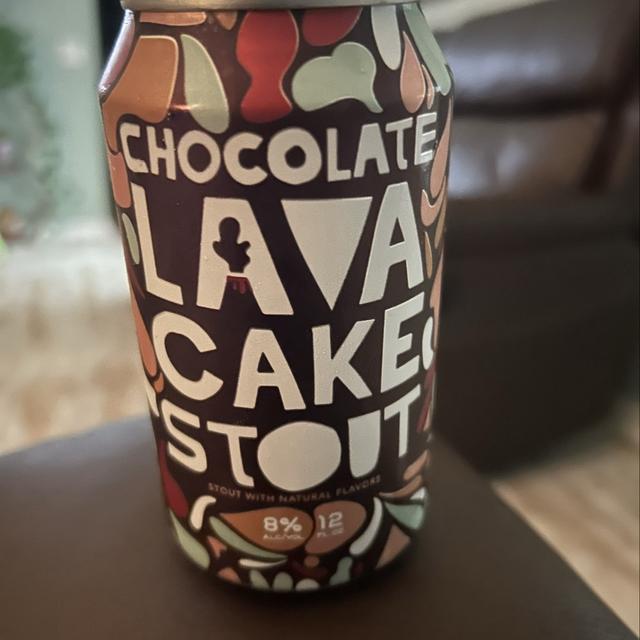 CHOCOLATE
LAVA
CAKE
STOUT
STOUT WITH NATURAL FLAVORS
8% 12
ALC/VOL FL OZ